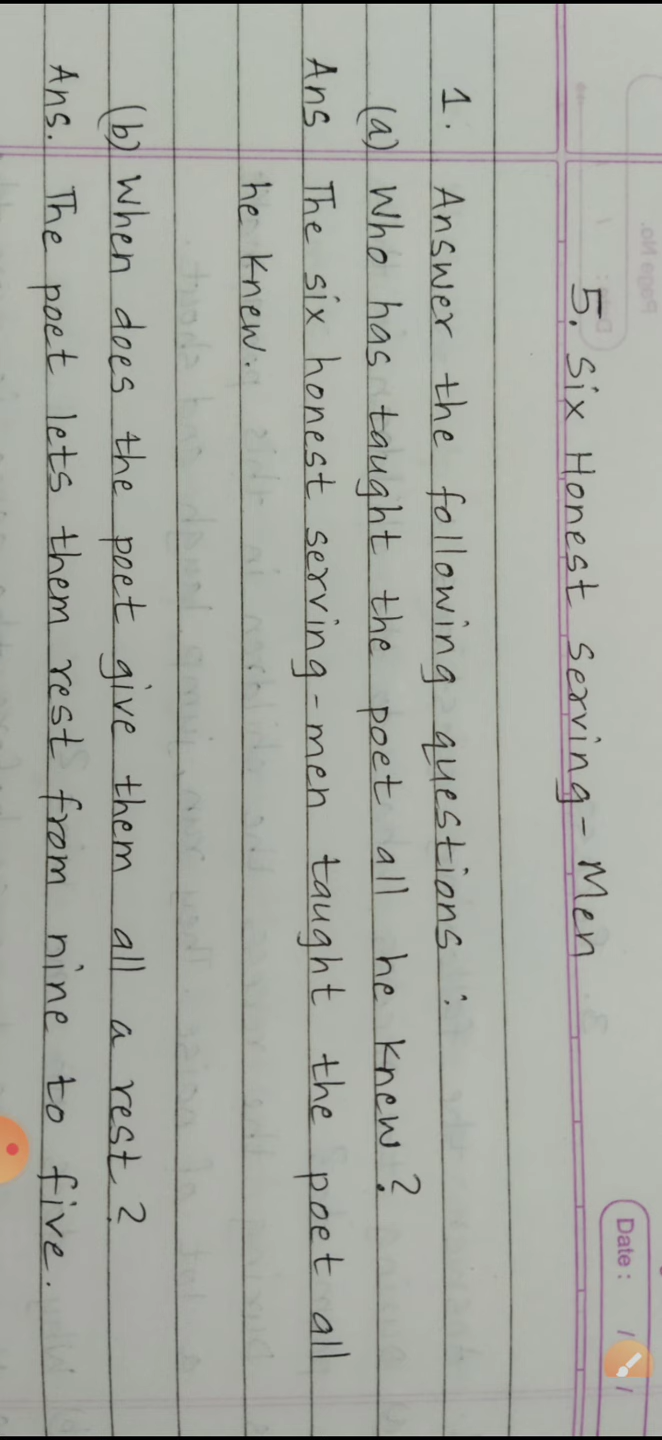 Date : / /
5. Six Honest serving-Men
1. Answer the following questions :
(a) Who has taught the poet all he knew?
Ans The six honest serving-men taught the poet all
he knew.
(b) When does the poet give them all a rest?
Ans. The poet lets them rest from nine to five.